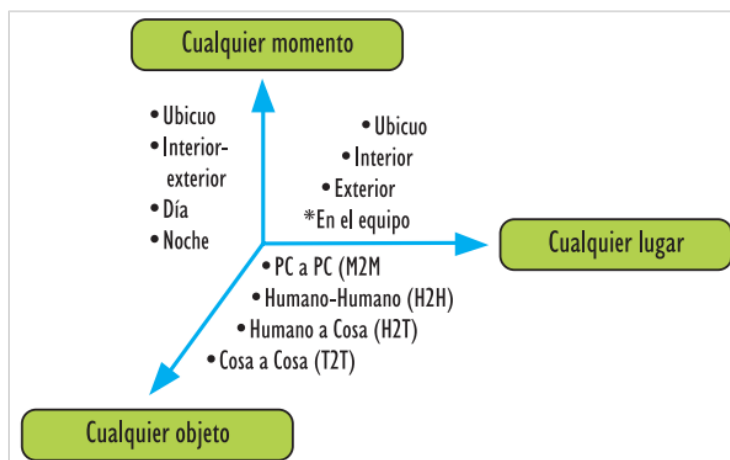 Cualquier momento
• Ubicuo
• Interior-
exterior
• Día
• Noche
• Ubicuo
• Interior
• Exterior
*En el equipo
Cualquier lugar
• PC a PC (M2M
• Humano-Humano (H2H)
• Humano a Cosa (H2T)
• Cosa a Cosa (T2T)
Cualquier objeto